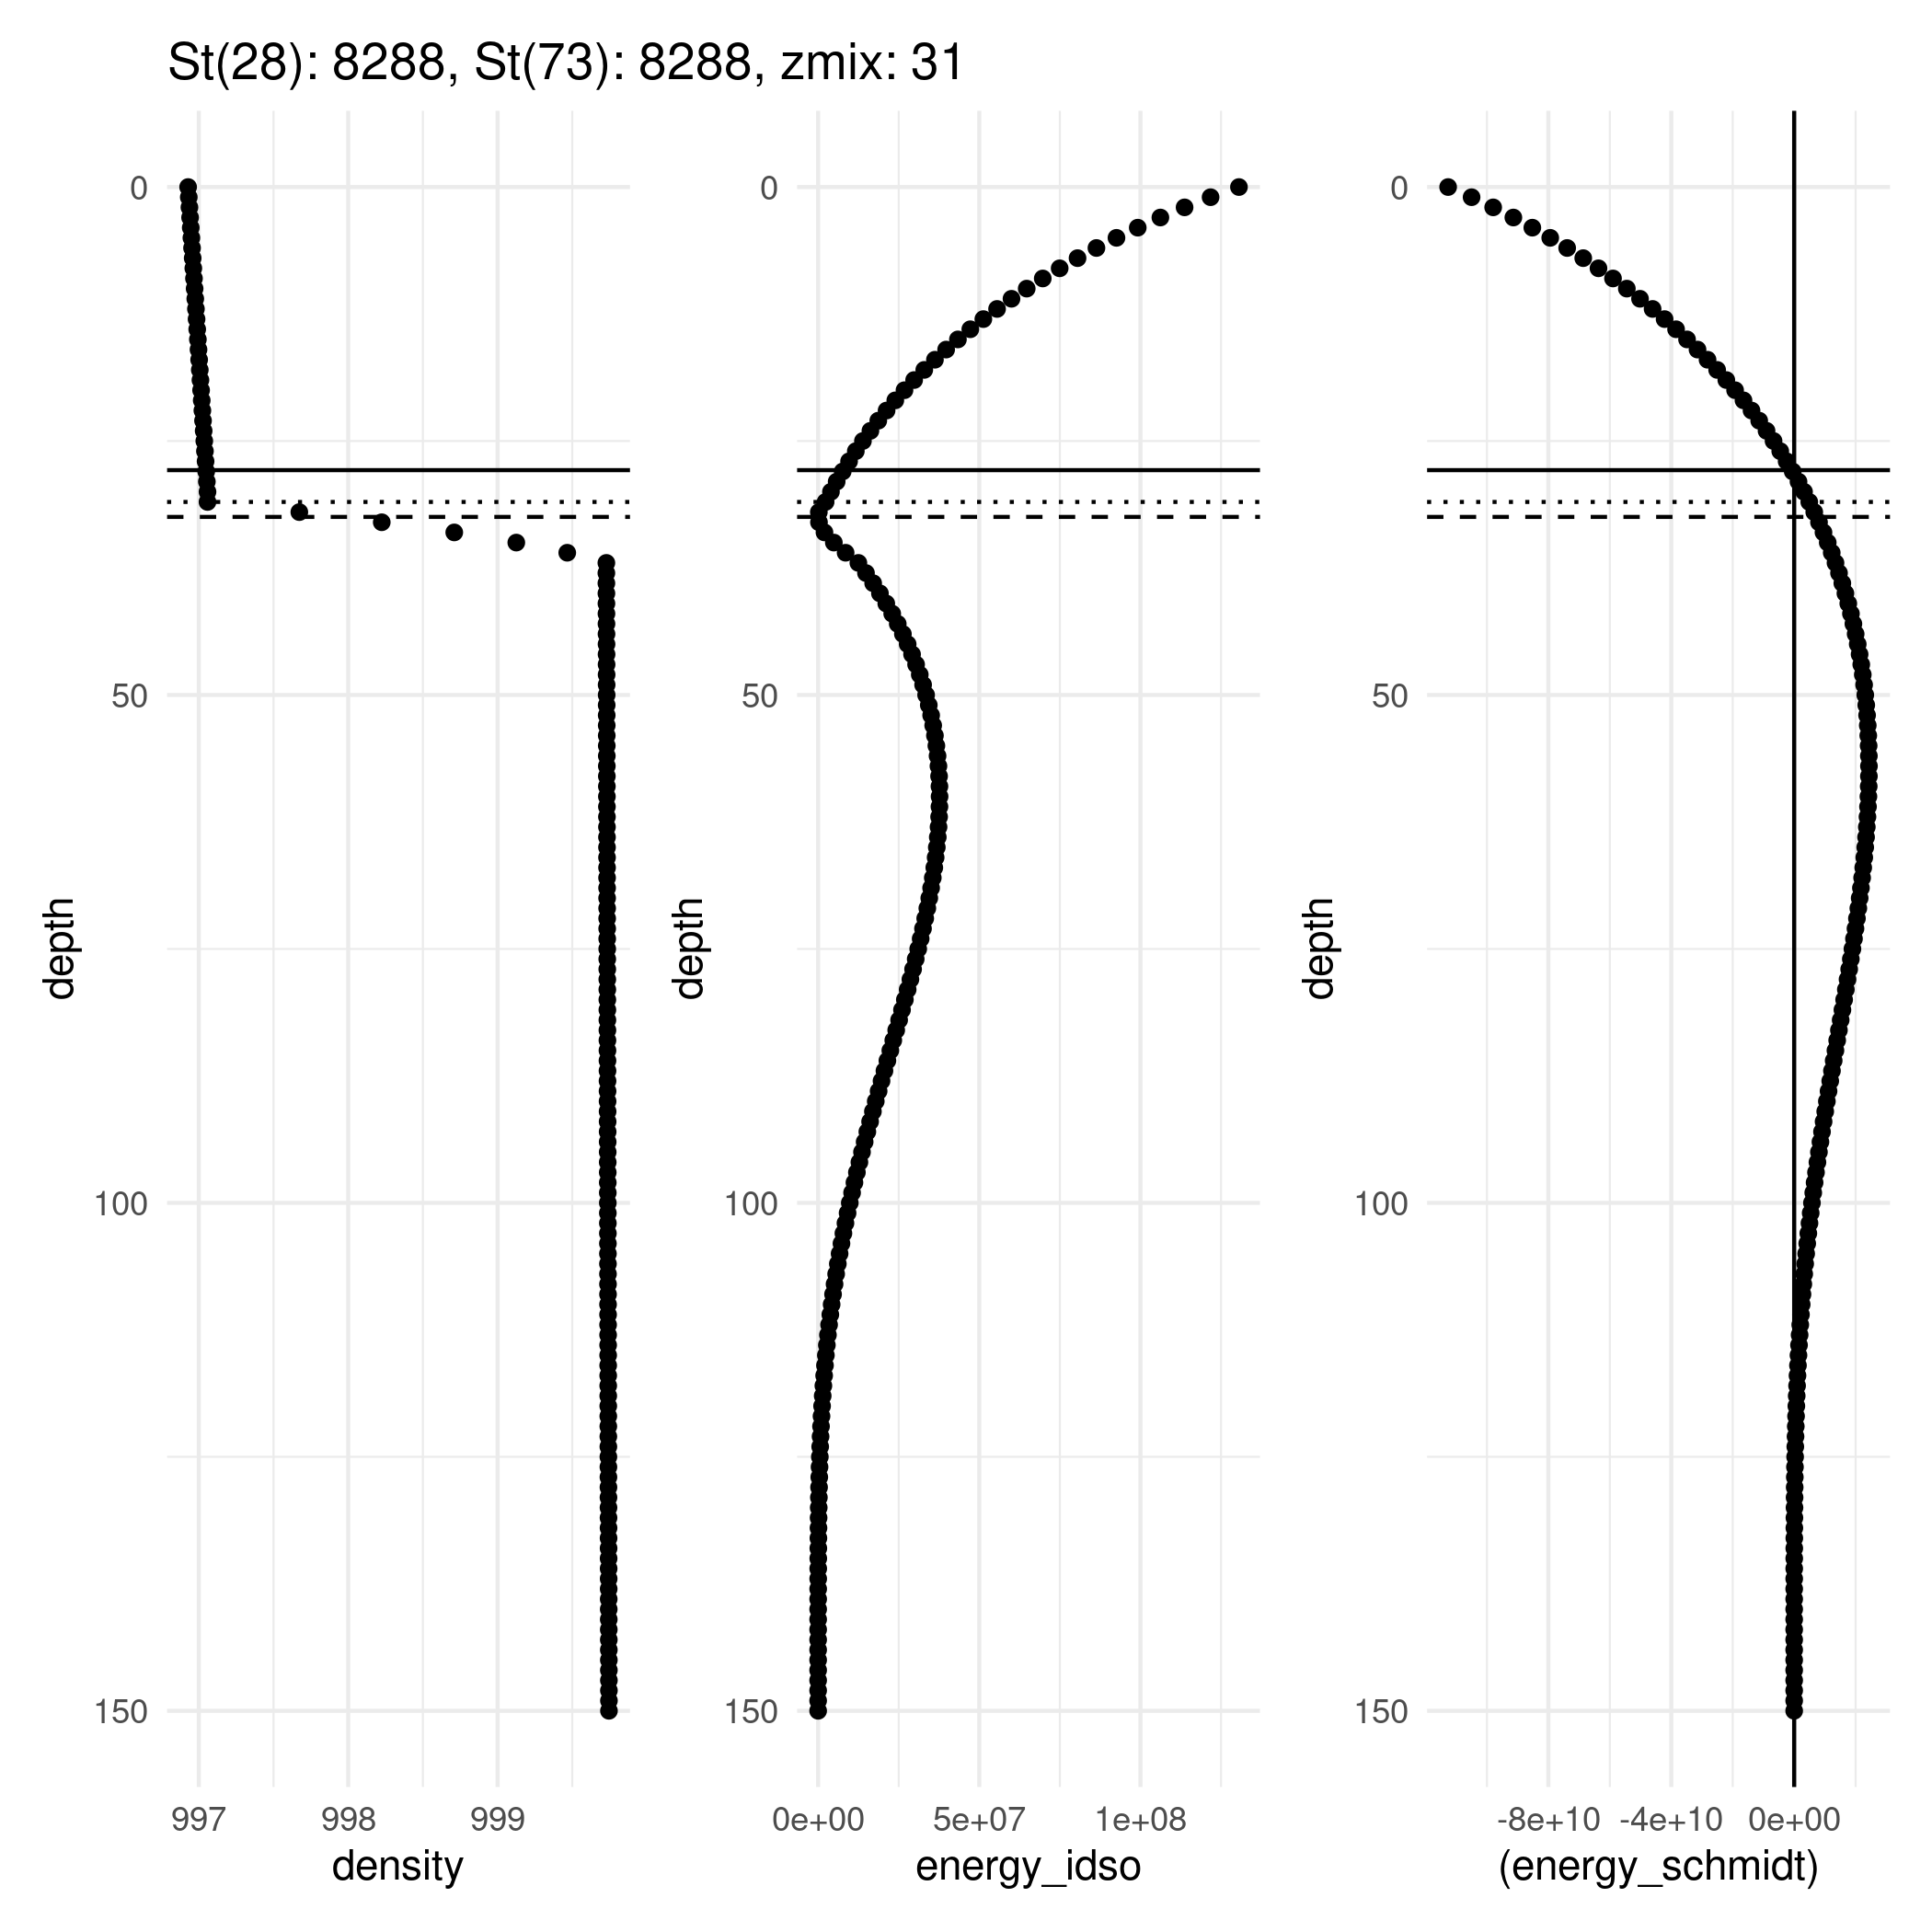 St(28): 8288, St(73): 8288, zmix: 31
0
50
100
150
depth
997
998
999
density
0
50
100
150
depth
0e+00
5e+07
1e+08
energy_idso
0
50
100
150
depth
-8e+10
-4e+10
0e+00
(energy_schmidt)